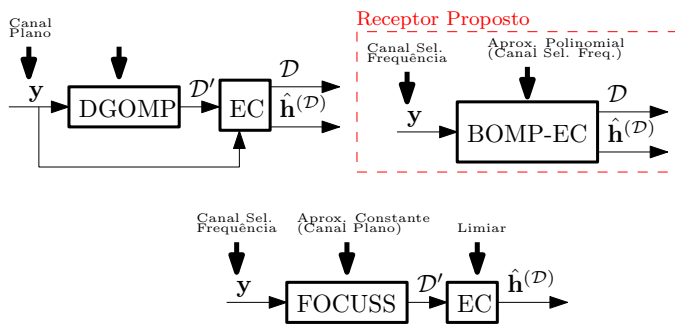 Canal
Plano
y
DGOMP
𝒟′
EC
𝒟
ĥ^(𝒟)
Receptor Proposto
Canal Sel.
Frequência
Aprox. Polinomial
(Canal Sel. Freq.)
y
BOMP-EC
𝒟
ĥ^(𝒟)
Canal Sel.
Frequência
Aprox. Constante
(Canal Plano)
Limiar
y
FOCUSS
𝒟′
EC
ĥ^(𝒟)